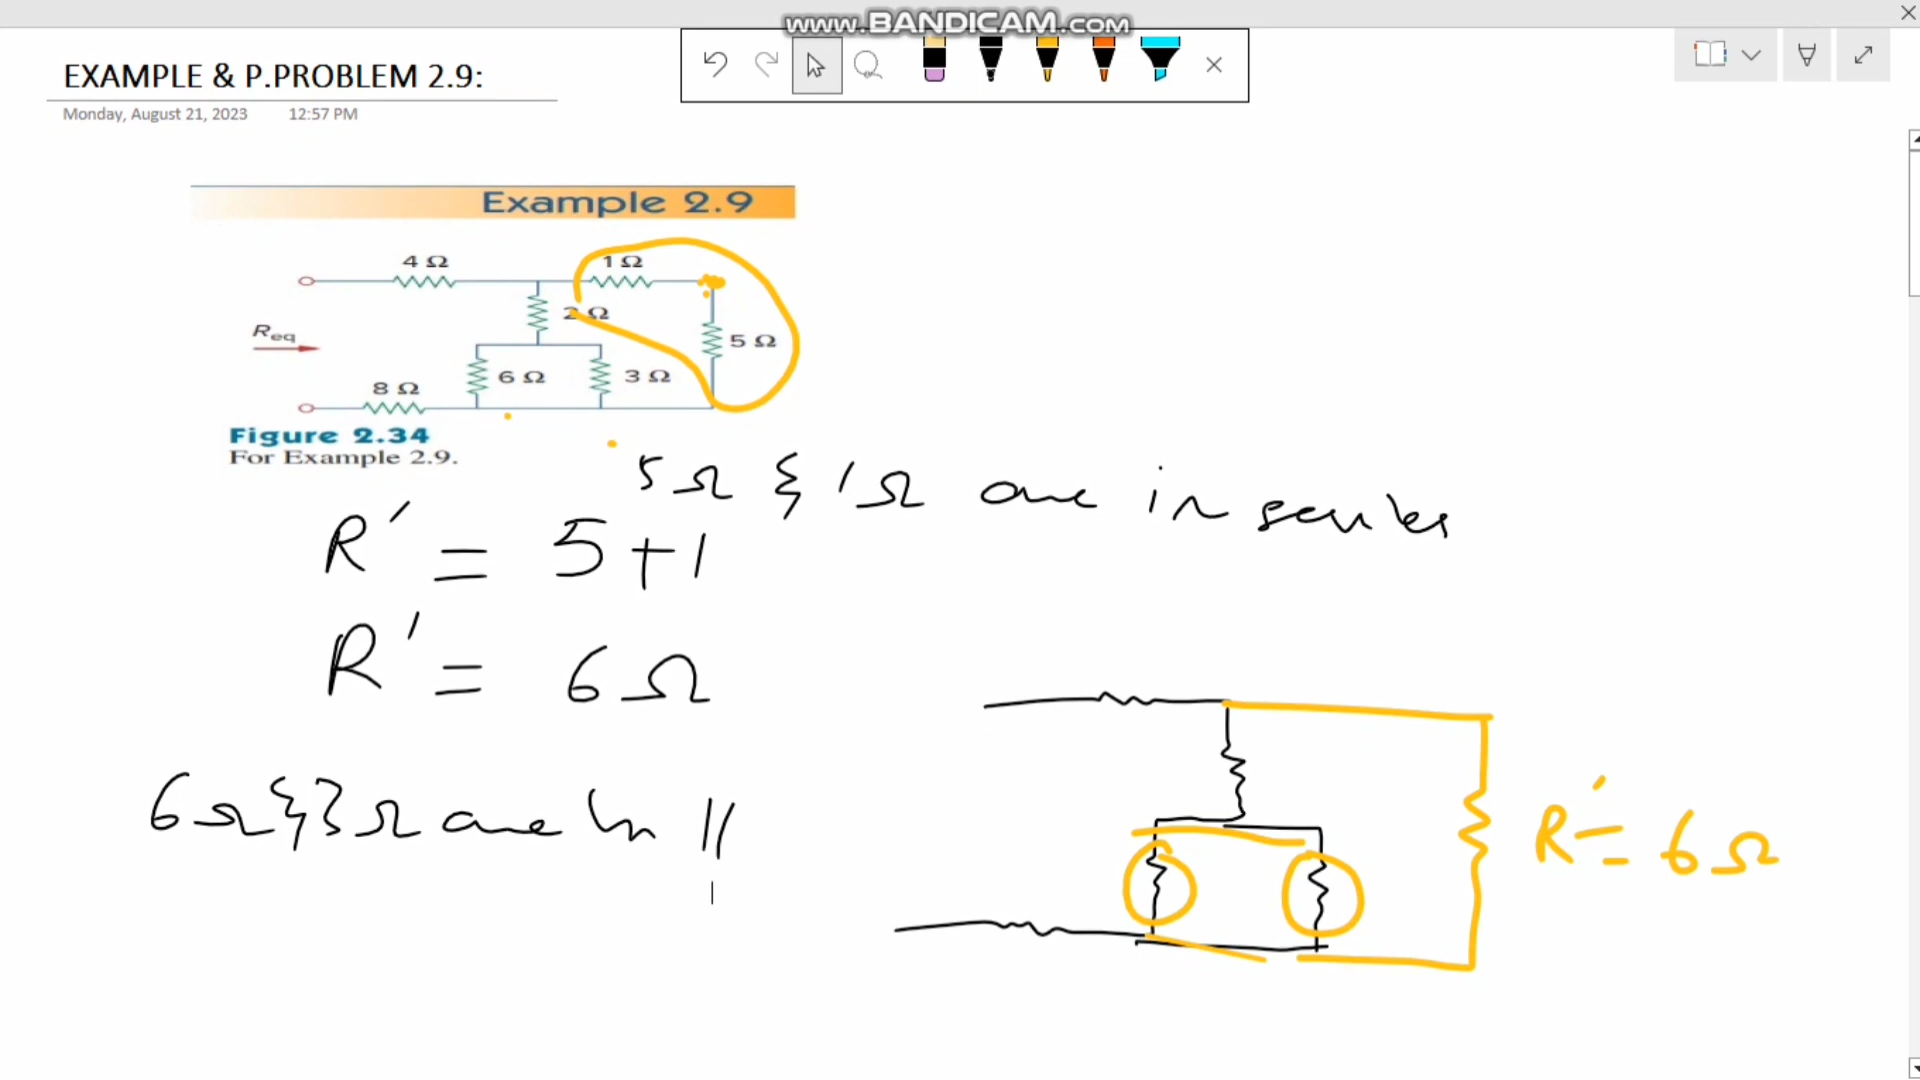 www.BANDICAM.com
EXAMPLE & P.PROBLEM 2.9:
Monday, August 21, 2023 12:57 PM
Example 2.9
4 Ω
1 Ω
2 Ω
Req
5 Ω
6 Ω
3 Ω
8 Ω
Figure 2.34
For Example 2.9.
5Ω & 1Ω are in series
R' = 5+1
R' = 6Ω
6Ω & 3Ω are in ||
R' = 6Ω